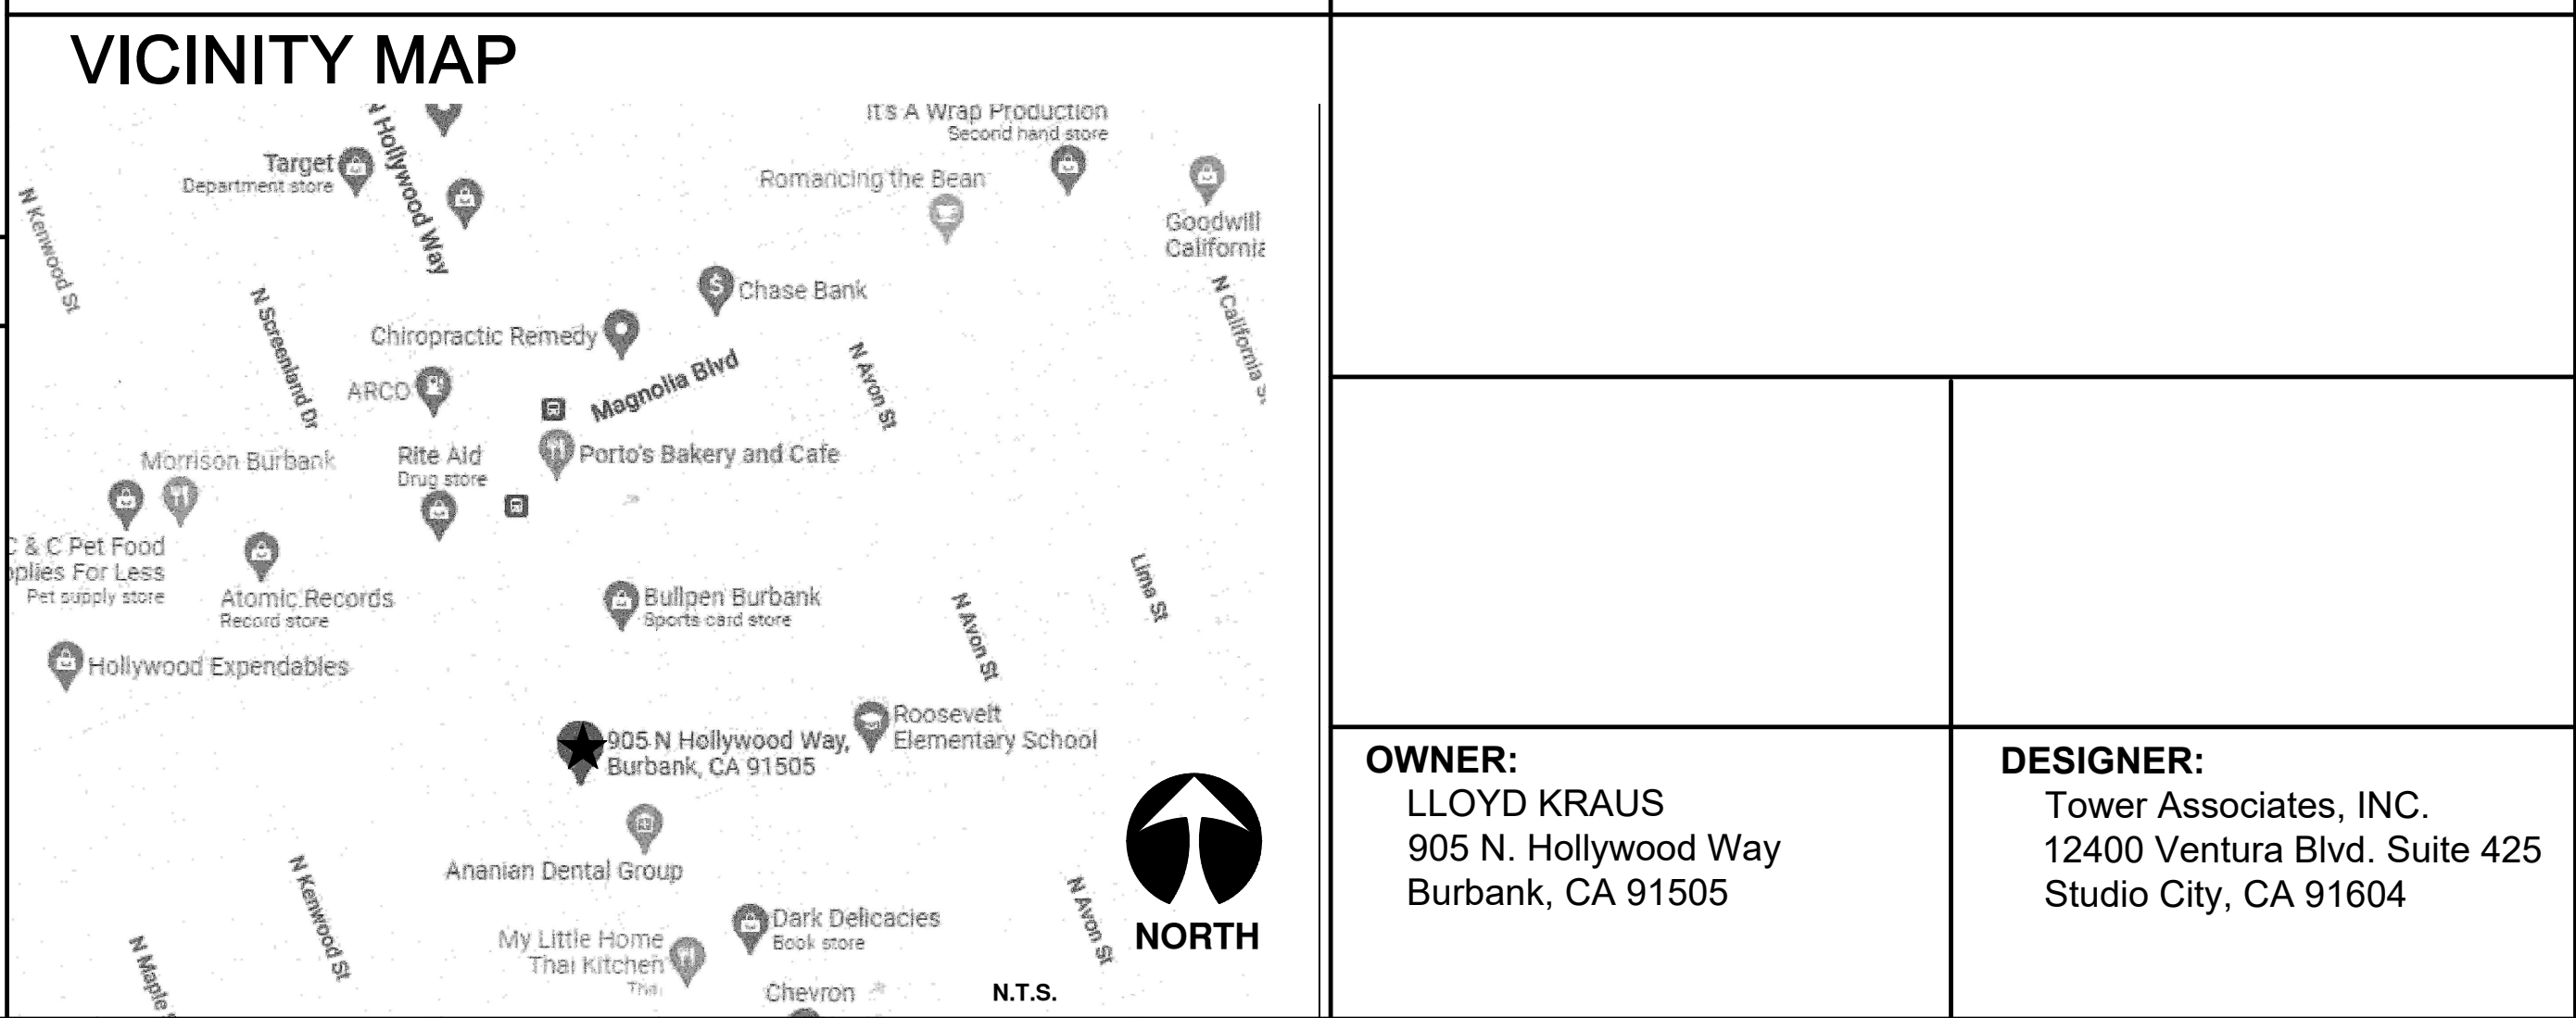 VICINITY MAP
N Hollywood Way
It's A Wrap Production
Second hand store
Target
Department store
Romancing the Bean
N Kenwood St
Goodwill
California
Chase Bank
N Screenland Dr
N California
Chiropractic Remedy
Magnolia Blvd
N Avon St
ARCO
Morrison Burbank
Rite Aid
Drug store
Porto's Bakery and Cafe
C & C Pet Food
plies For Less
Pet supply store
Atomic Records
Record store
Bullpen Burbank
Sports card store
N Avon St
Lima St
Hollywood Expendables
905 N Hollywood Way,
Burbank, CA 91505
Roosevelt
Elementary School
Ananian Dental Group
N Kenwood St
N Maple
My Little Home
Thai Kitchen
Thai
Dark Delicacies
Book store
N Avon St
Chevron
NORTH
N.T.S.
OWNER:
LLOYD KRAUS
905 N. Hollywood Way
Burbank, CA 91505
DESIGNER:
Tower Associates, INC.
12400 Ventura Blvd. Suite 425
Studio City, CA 91604